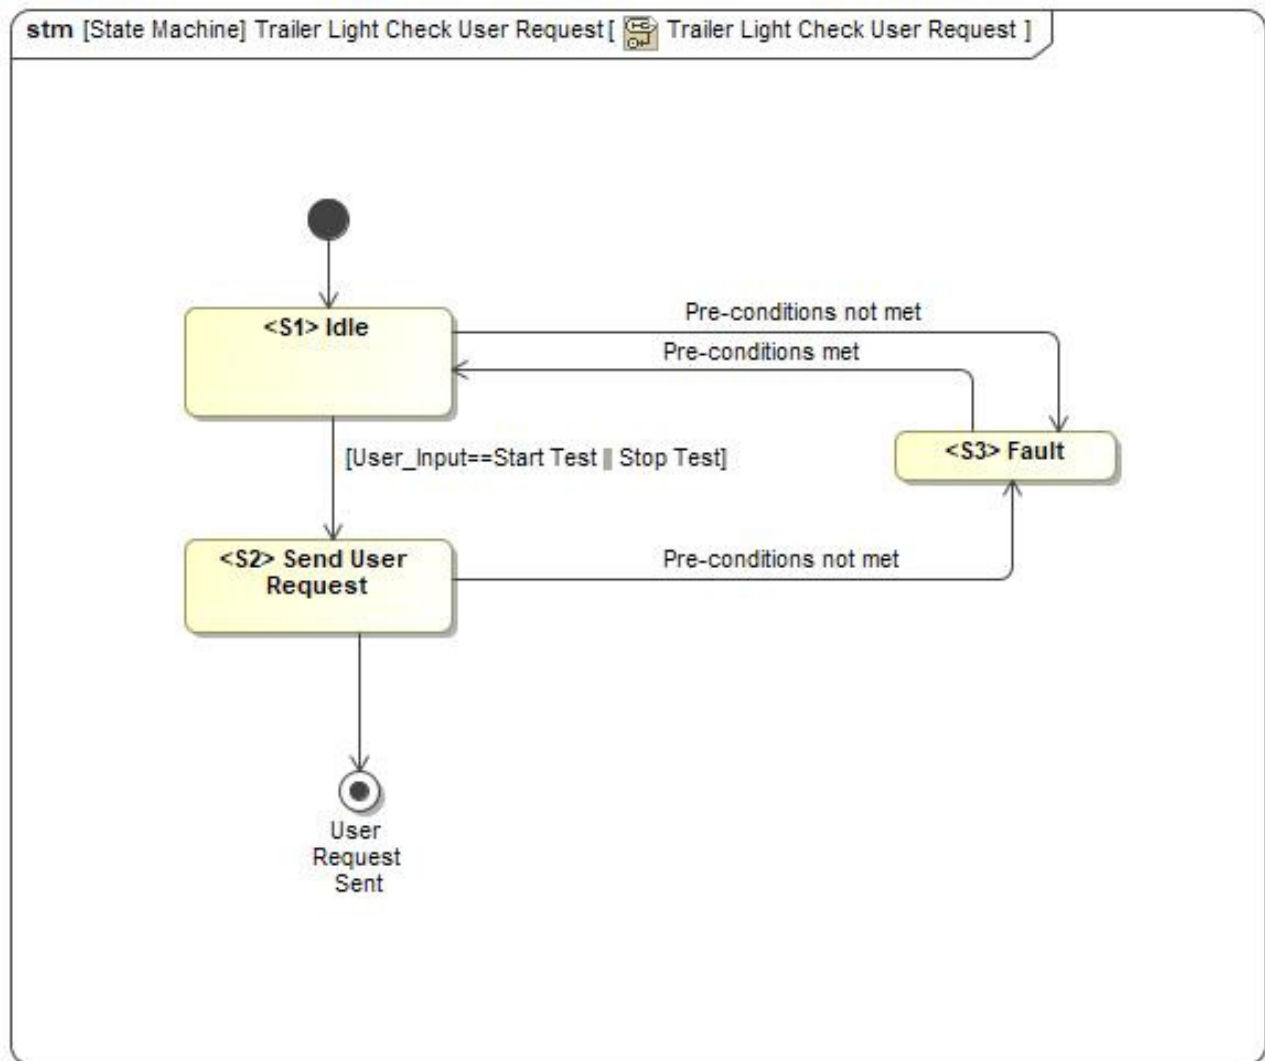 stm [State Machine] Trailer Light Check User Request [ Trailer Light Check User Request ]
<S1> Idle
Pre-conditions not met
Pre-conditions met
<S3> Fault
[User_Input==Start Test || Stop Test]
<S2> Send User
Request
Pre-conditions not met
User
Request
Sent